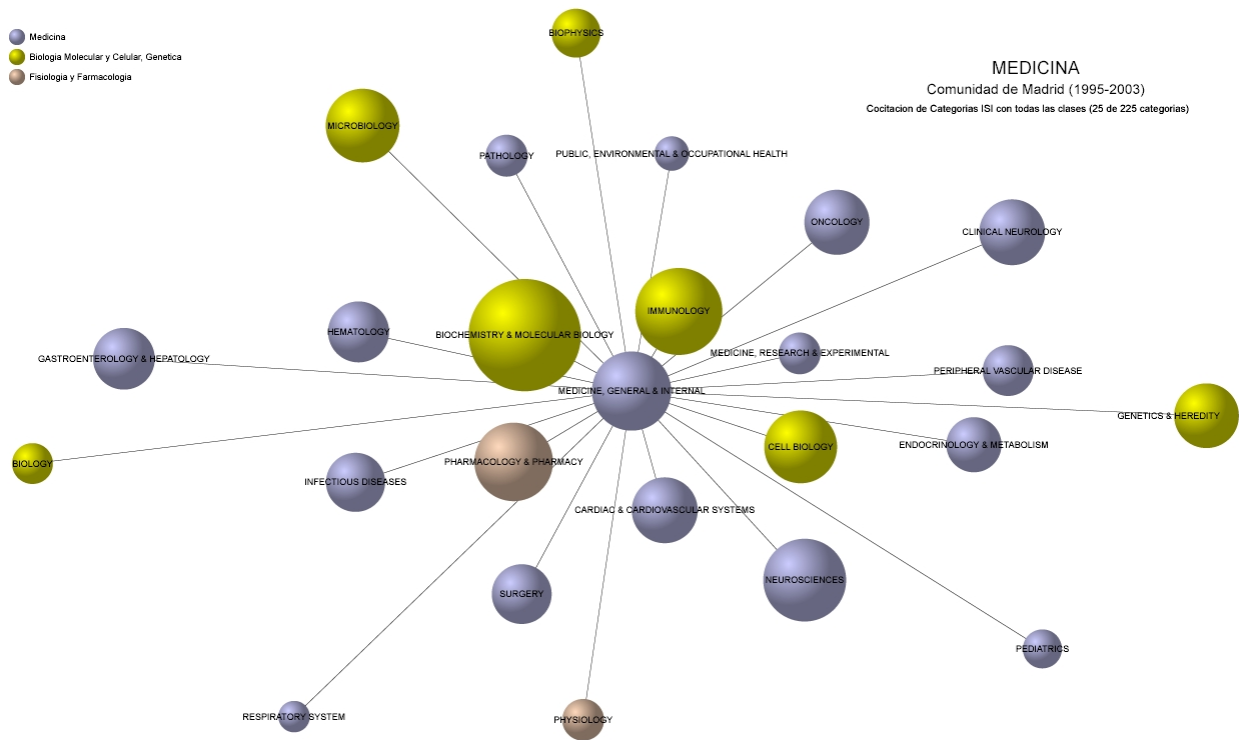 Medicina
Biologia Molecular y Celular, Genetica
Fisiologia y Farmacologia
MEDICINA
Comunidad de Madrid (1995-2003)
Cocitacion de Categorias ISI con todas las clases (25 de 225 categorias)
BIOPHYSICS
MICROBIOLOGY
PATHOLOGY
PUBLIC, ENVIRONMENTAL & OCCUPATIONAL HEALTH
ONCOLOGY
CLINICAL NEUROLOGY
IMMUNOLOGY
HEMATOLOGY
BIOCHEMISTRY & MOLECULAR BIOLOGY
MEDICINE, RESEARCH & EXPERIMENTAL
GASTROENTEROLOGY & HEPATOLOGY
PERIPHERAL VASCULAR DISEASE
MEDICINE, GENERAL & INTERNAL
GENETICS & HEREDITY
CELL BIOLOGY
ENDOCRINOLOGY & METABOLISM
BIOLOGY
PHARMACOLOGY & PHARMACY
INFECTIOUS DISEASES
CARDIAC & CARDIOVASCULAR SYSTEMS
NEUROSCIENCES
SURGERY
PEDIATRICS
RESPIRATORY SYSTEM
PHYSIOLOGY